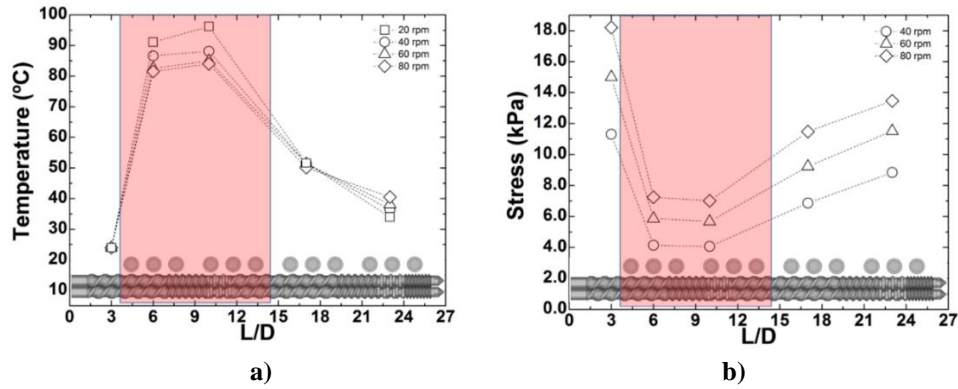 100
90
80
70
60
50
40
30
20
10
Temperature (ºC)
20 rpm
40 rpm
60 rpm
80 rpm
0 3 6 9 12 15 18 21 24 27
L/D
a)
18.0
16.0
14.0
12.0
10.0
8.0
6.0
4.0
2.0
0.0
Stress (kPa)
40 rpm
60 rpm
80 rpm
0 3 6 9 12 15 18 21 24 27
L/D
b)